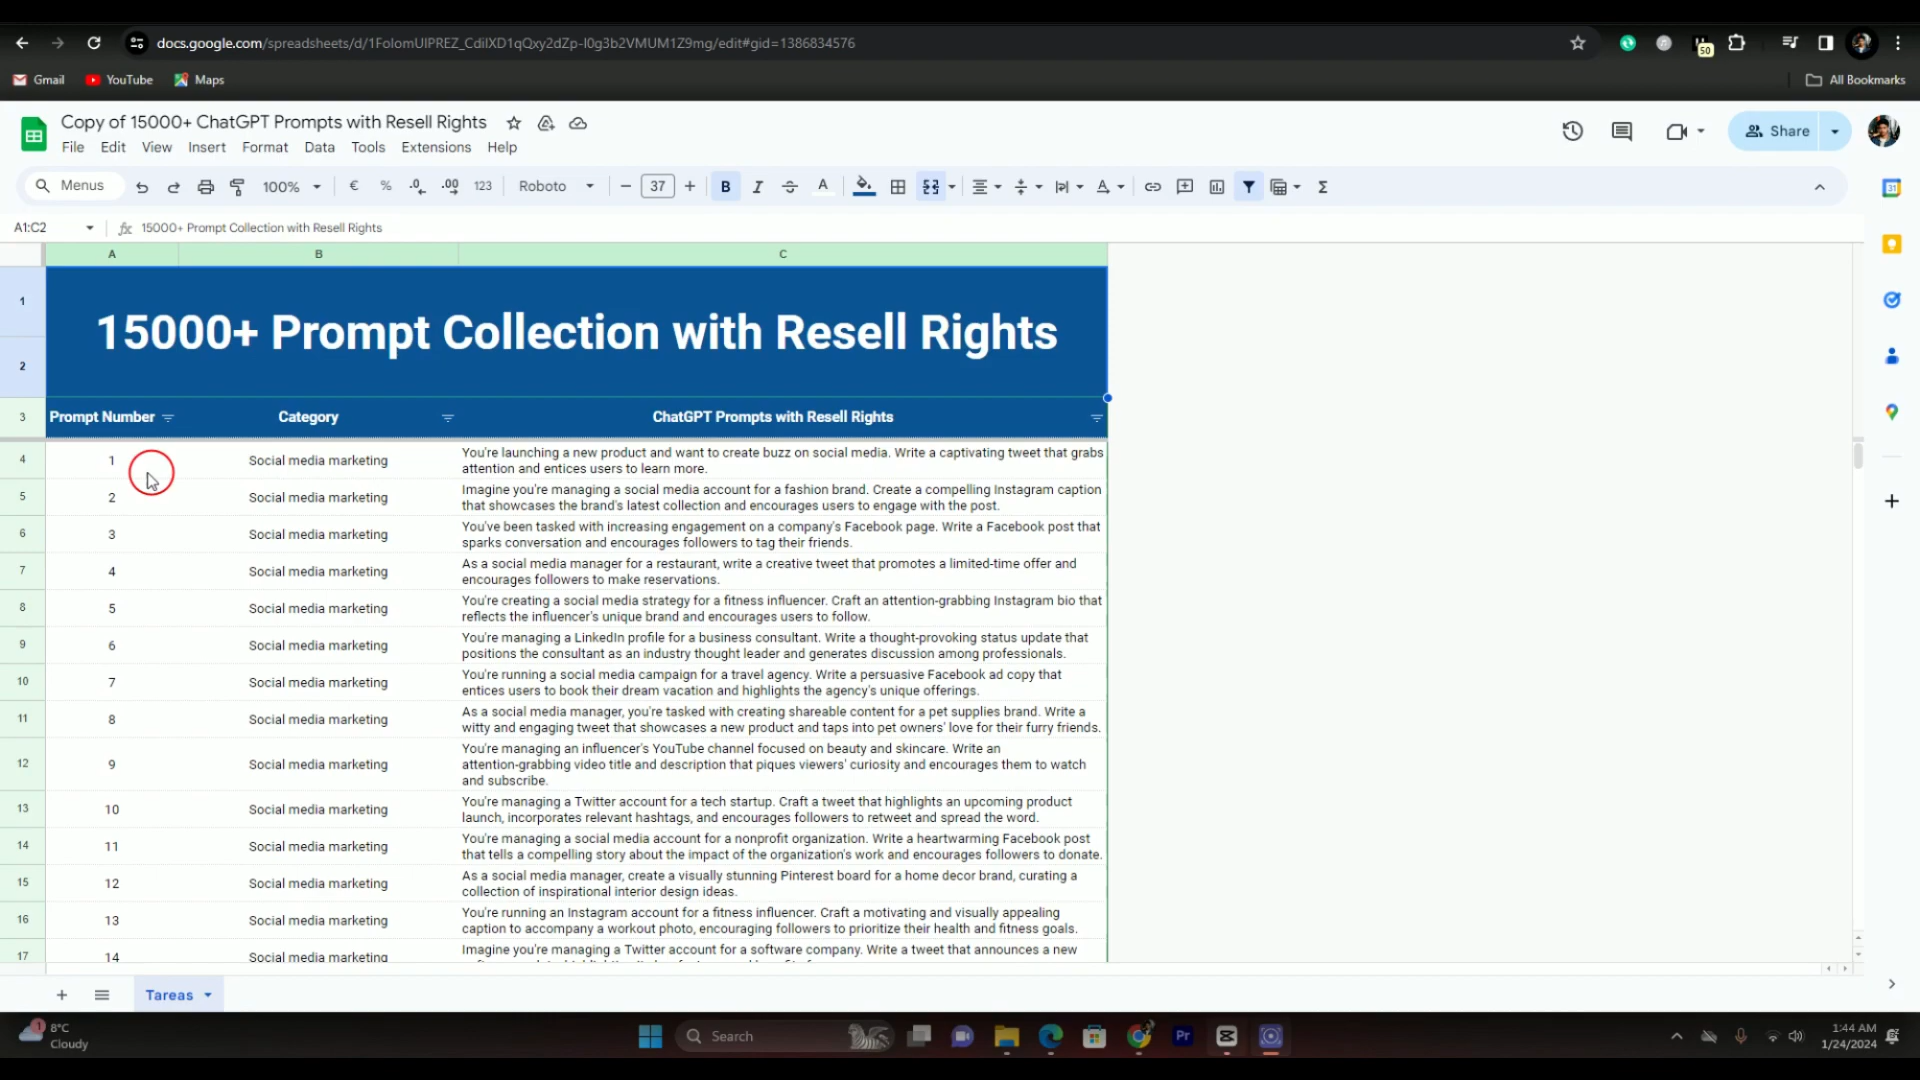 docs.google.com/spreadsheets/d/1FolomUlPREZ_CdilXD1qQxy2dZp-l0g3b2VMUM1Z9mg/edit#gid=1386834576
50
Gmail YouTube Maps All Bookmarks
Copy of 15000+ ChatGPT Prompts with Resell Rights
File Edit View Insert Format Data Tools Extensions Help
Share
Menus 100% € % .0 .00 123 Roboto 37 B I A
A1:C2 fx 15000+ Prompt Collection with Resell Rights
A B C
1
2
15000+ Prompt Collection with Resell Rights
3 Prompt Number Category ChatGPT Prompts with Resell Rights
4 1 Social media marketing You're launching a new product and want to create buzz on social media. Write a captivating tweet that grabs
attention and entices users to learn more.
5 2 Social media marketing Imagine you're managing a social media account for a fashion brand. Create a compelling Instagram caption
that showcases the brand's latest collection and encourages users to engage with the post.
6 3 Social media marketing You've been tasked with increasing engagement on a company's Facebook page. Write a Facebook post that
sparks conversation and encourages followers to tag their friends.
7 4 Social media marketing As a social media manager for a restaurant, write a creative tweet that promotes a limited-time offer and
encourages followers to make reservations.
8 5 Social media marketing You're creating a social media strategy for a fitness influencer. Craft an attention-grabbing Instagram bio that
reflects the influencer's unique brand and encourages users to follow.
9 6 Social media marketing You're managing a LinkedIn profile for a business consultant. Write a thought-provoking status update that
positions the consultant as an industry thought leader and generates discussion among professionals.
10 7 Social media marketing You're running a social media campaign for a travel agency. Write a persuasive Facebook ad copy that
entices users to book their dream vacation and highlights the agency's unique offerings.
11 8 Social media marketing As a social media manager, you're tasked with creating shareable content for a pet supplies brand. Write a
witty and engaging tweet that showcases a new product and taps into pet owners' love for their furry friends.
12 9 Social media marketing You're managing an influencer's YouTube channel focused on beauty and skincare. Write an
attention-grabbing video title and description that piques viewers' curiosity and encourages them to watch
and subscribe.
13 10 Social media marketing You're managing a Twitter account for a tech startup. Craft a tweet that highlights an upcoming product
launch, incorporates relevant hashtags, and encourages followers to retweet and spread the word.
14 11 Social media marketing You're managing a social media account for a nonprofit organization. Write a heartwarming Facebook post
that tells a compelling story about the impact of the organization's work and encourages followers to donate.
15 12 Social media marketing As a social media manager, create a visually stunning Pinterest board for a home decor brand, curating a
collection of inspirational interior design ideas.
16 13 Social media marketing You're running an Instagram account for a fitness influencer. Craft a motivating and visually appealing
caption to accompany a workout photo, encouraging followers to prioritize their health and fitness goals.
17 14 Social media marketing Imagine you're managing a Twitter account for a software company. Write a tweet that announces a new
Tareas
1 8°C
Cloudy
Search
Pr
1:44 AM
1/24/2024